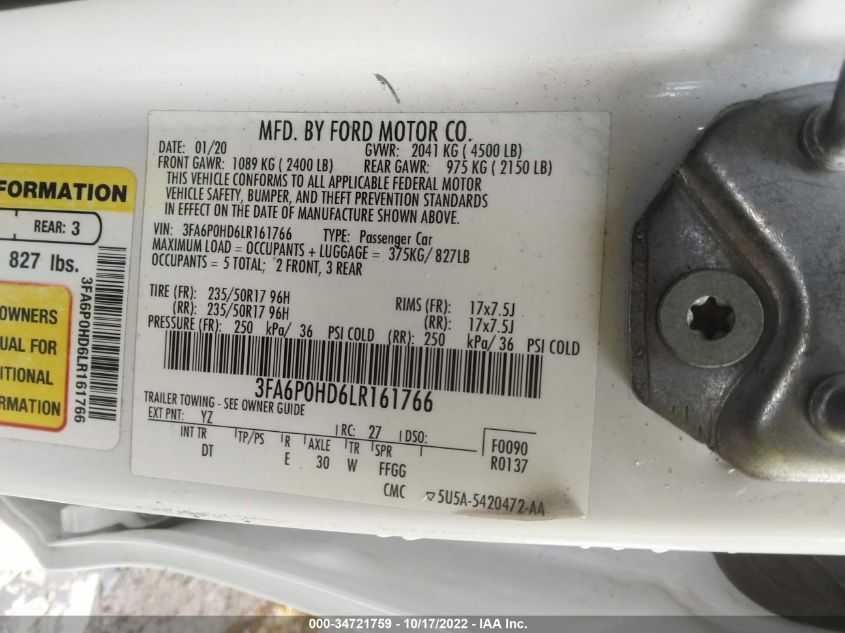 MFD. BY FORD MOTOR CO.
DATE: 01/20 GVWR: 2041 KG ( 4500 LB)
FRONT GAWR: 1089 KG ( 2400 LB) REAR GAWR: 975 KG ( 2150 LB)
THIS VEHICLE CONFORMS TO ALL APPLICABLE FEDERAL MOTOR
VEHICLE SAFETY, BUMPER, AND THEFT PREVENTION STANDARDS
IN EFFECT ON THE DATE OF MANUFACTURE SHOWN ABOVE.
VIN: 3FA6P0HD6LR161766 TYPE: Passenger Car
MAXIMUM LOAD = OCCUPANTS + LUGGAGE = 375KG/ 827LB
OCCUPANTS = 5 TOTAL; 2 FRONT, 3 REAR
TIRE (FR): 235/50R17 96H RIMS (FR): 17x7.5J
(RR): 235/50R17 96H (RR): 17x7.5J
PRESSURE (FR): 250 kPa/ 36 PSI COLD (RR): 250 kPa/ 36 PSI COLD
3FA6P0HD6LR161766
TRAILER TOWING - SEE OWNER GUIDE
EXT PNT: YZ RC: 27 DSO:
INT TR TP/PS R AXLE TR SPR F0090
DT E 30 W FFGG R0137
CMC ▽5U5A-5420472-AA
FORMATION
REAR: 3
827 lbs.
3FA6P0HD6LR161766
OWNERS
UAL FOR
ITIONAL
RMATION
000-34721759 - 10/17/2022 - IAA Inc.